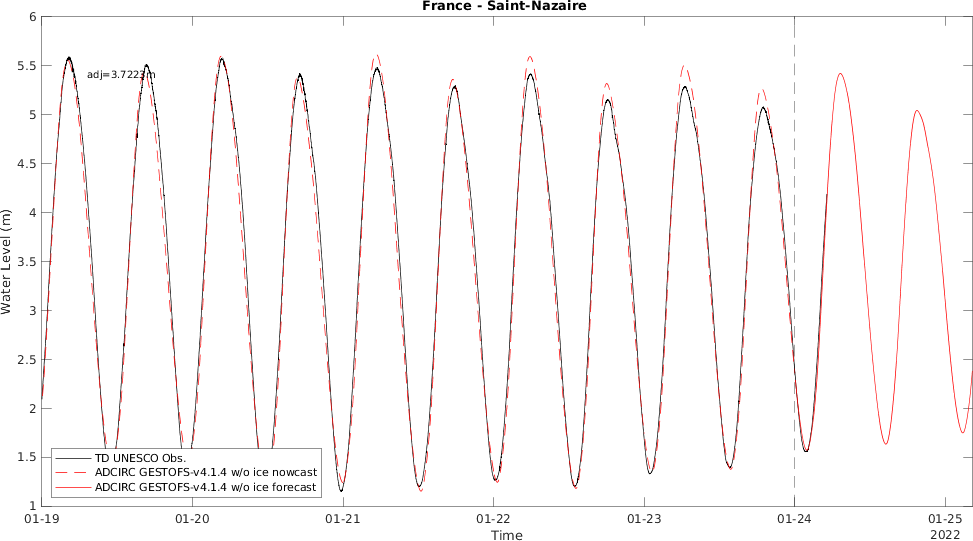 France - Saint-Nazaire
adj=3.7223m
Water Level (m)
6
5.5
5
4.5
4
3.5
3
2.5
2
1.5
1
TD UNESCO Obs.
ADCIRC GESTOFS-v4.1.4 w/o ice nowcast
ADCIRC GESTOFS-v4.1.4 w/o ice forecast
01-19 01-20 01-21 01-22 01-23 01-24 01-25
Time
2022